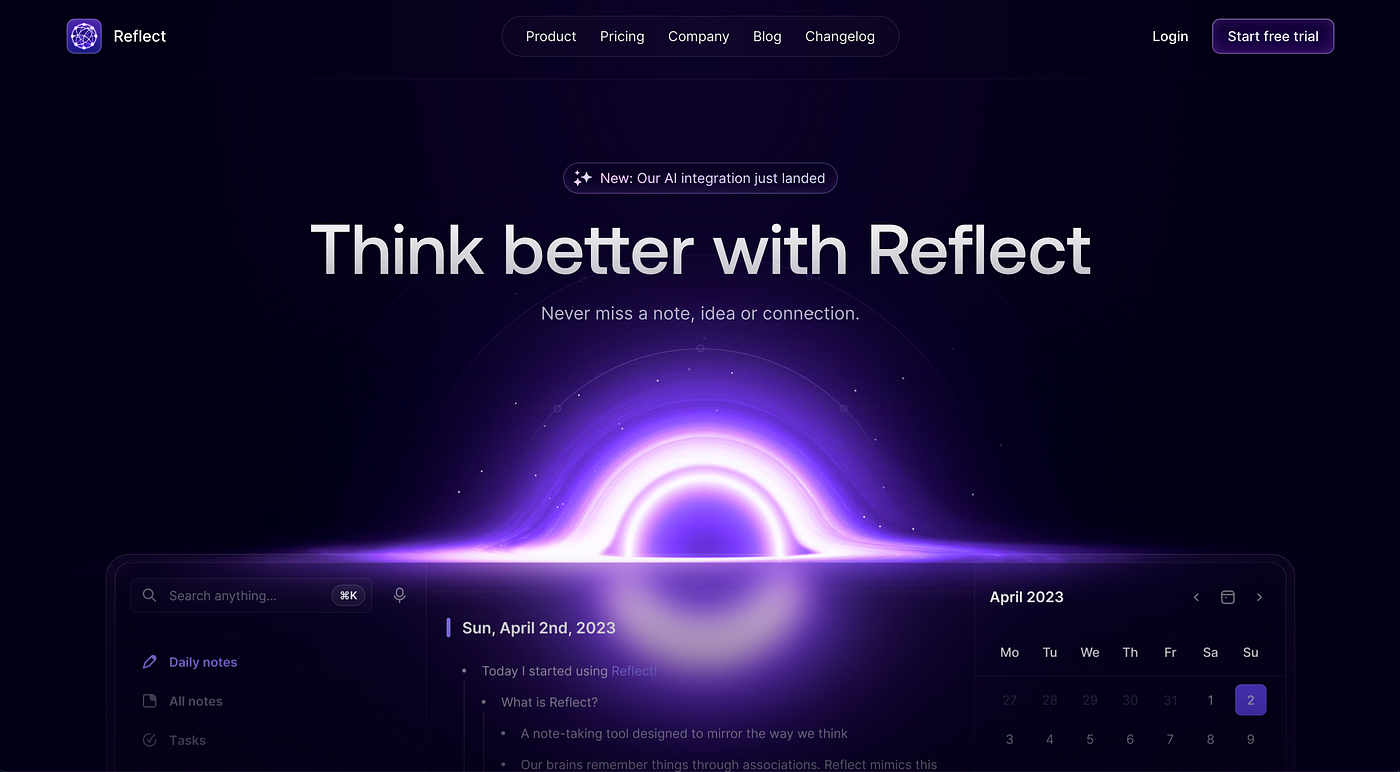 Reflect
Product Pricing Company Blog Changelog
Login
Start free trial
New: Our AI integration just landed
Think better with Reflect
Never miss a note, idea or connection.
Search anything...
⌘K
Daily notes
All notes
Tasks
Sun, April 2nd, 2023
Today I started using Reflect!
What is Reflect?
A note-taking tool designed to mirror the way we think
Our brains remember things through associations. Reflect mimics this
April 2023
Mo Tu We Th Fr Sa Su
27 28 29 30 31 1 2
3 4 5 6 7 8 9